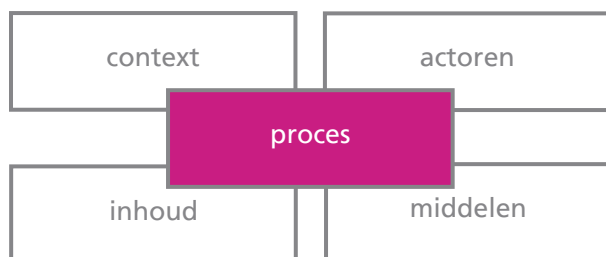 context
actoren
proces
inhoud
middelen